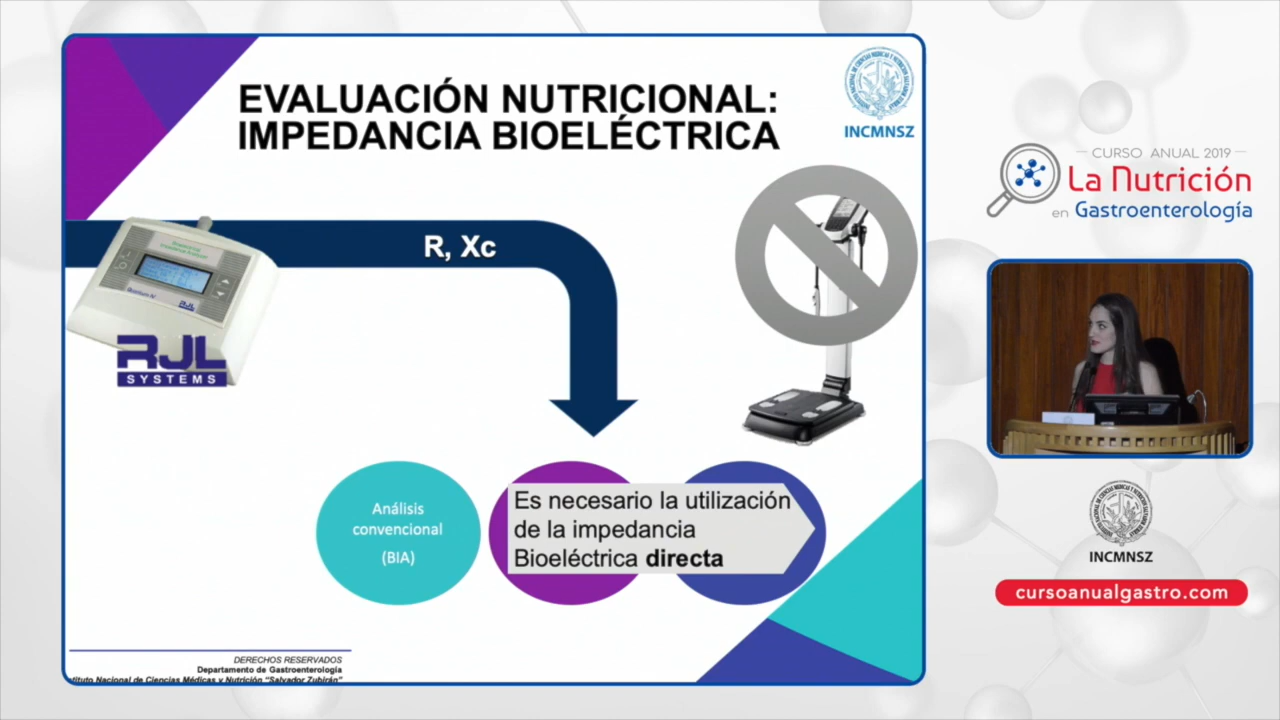 EVALUACIÓN NUTRICIONAL:
IMPEDANCIA BIOELÉCTRICA
INCMNSZ
R, Xc
RJL
SYSTEMS
Análisis
convencional
(BIA)
Es necesario la utilización
de la impedancia
Bioeléctrica directa
DERECHOS RESERVADOS
Departamento de Gastroenterología
tituto Nacional de Ciencias Médicas y Nutrición “Salvador Zubirán”
CURSO ANUAL 2019
La Nutrición
en Gastroenterología
INCMNSZ
cursoanualgastro.com